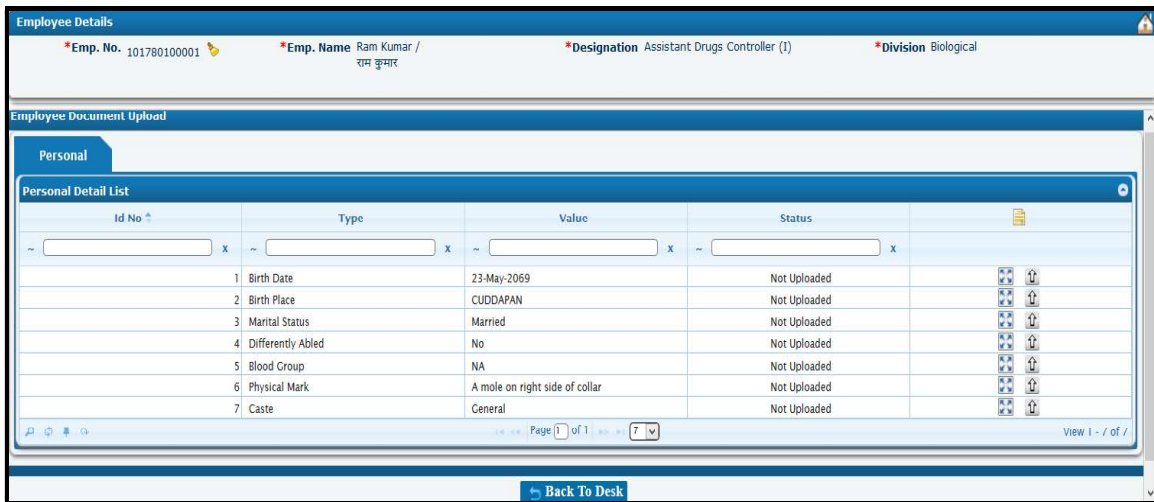 Employee Details
*Emp. No. 101780100001 *Emp. Name Ram Kumar / *Designation Assistant Drugs Controller (I) *Division Biological
राम कुमार
Employee Document Upload
Personal
Personal Detail List
Id No Type Value Status
~ x ~ x ~ x ~ x
1 Birth Date 23-May-2069 Not Uploaded
2 Birth Place CUDDAPAN Not Uploaded
3 Marital Status Married Not Uploaded
4 Differently Abled No Not Uploaded
5 Blood Group NA Not Uploaded
6 Physical Mark A mole on right side of collar Not Uploaded
7 Caste General Not Uploaded
Page 1 of 1 7 View 1 - 7 of 7
Back To Desk